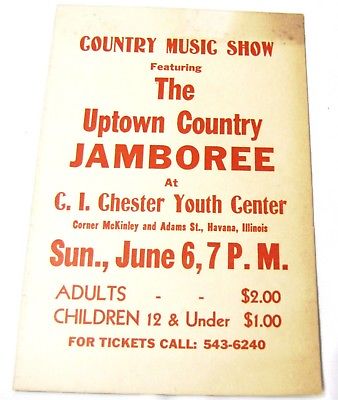 COUNTRY MUSIC SHOW
Featuring
The
Uptown Country
JAMBOREE
At
C. I. Chester Youth Center
Corner McKinley and Adams St., Havana, Illinois
Sun., June 6, 7 P. M.
ADULTS - - $2.00
CHILDREN 12 & Under $1.00
FOR TICKETS CALL: 543-6240